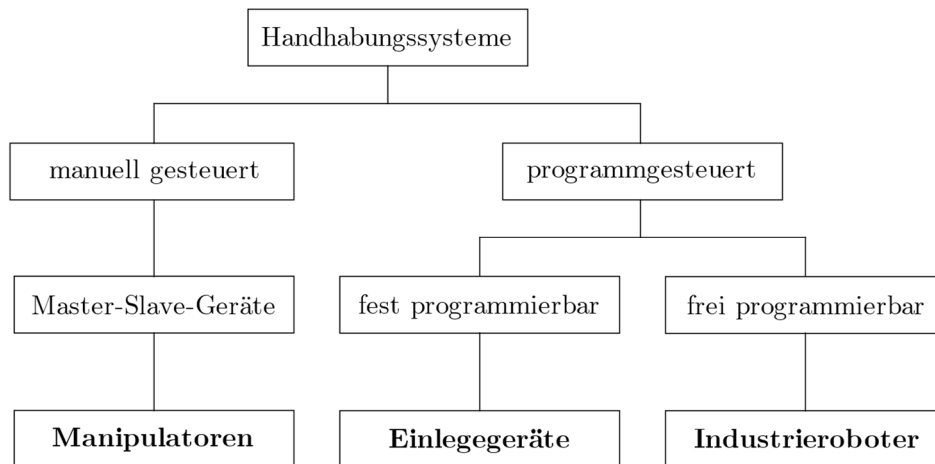 Handhabungssysteme
manuell gesteuert
programmgesteuert
Master-Slave-Geräte
fest programmierbar
frei programmierbar
Manipulatoren
Einlegegeräte
Industrieroboter